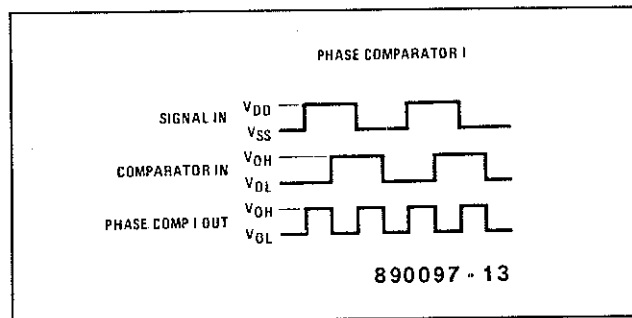 PHASE COMPARATOR I
SIGNAL IN
VDD
VSS
COMPARATOR IN
VOH
VOL
PHASE COMP I OUT
VOH
VOL
890097-13